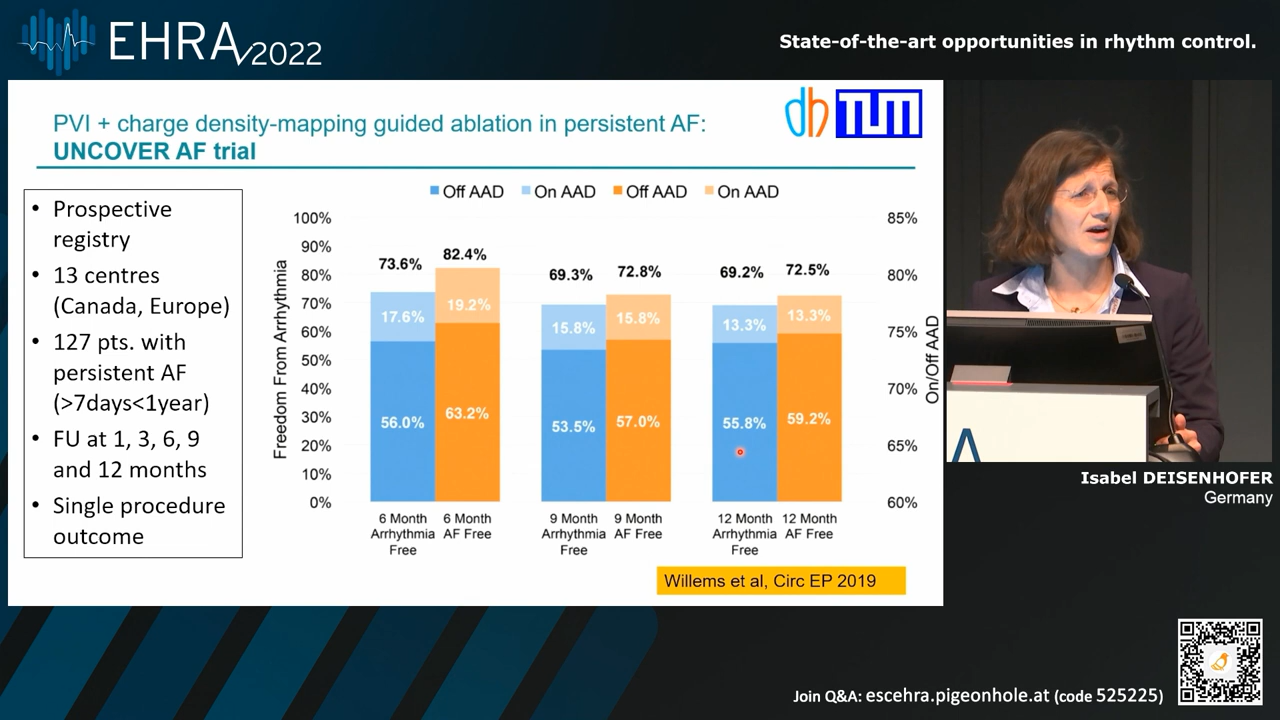 EHRA 2022
State-of-the-art opportunities in rhythm control.
PVI + charge density-mapping guided ablation in persistent AF:
UNCOVER AF trial
dh TUM
• Prospective
registry
• 13 centres
(Canada, Europe)
• 127 pts. with
persistent AF
(>7days<1year)
• FU at 1, 3, 6, 9
and 12 months
• Single procedure
outcome
Off AAD On AAD Off AAD On AAD
Freedom From Arrhythmia
100%
90%
80%
70%
60%
50%
40%
30%
20%
10%
0%
73.6% 82.4% 69.3% 72.8% 69.2% 72.5%
17.6% 19.2% 15.8% 15.8% 13.3% 13.3%
56.0% 63.2% 53.5% 57.0% 55.8% 59.2%
85%
80%
75%
70%
65%
60%
On/Off AAD
6 Month
Arrhythmia
Free
6 Month
AF Free
9 Month
Arrhythmia
Free
9 Month
AF Free
12 Month
Arrhythmia
Free
12 Month
AF Free
Willems et al, Circ EP 2019
Isabel DEISENHOFER
Germany
Join Q&A: escehra.pigeonhole.at (code 525225)